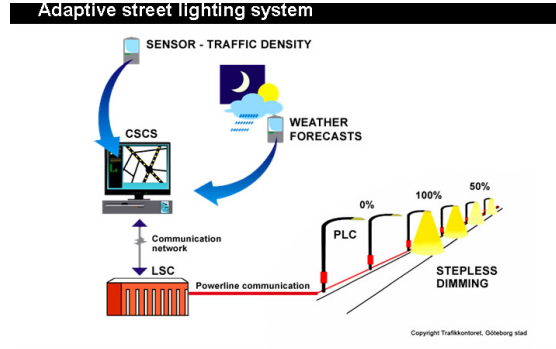 Adaptive street lighting system
SENSOR - TRAFFIC DENSITY
WEATHER
FORECASTS
CSCS
50%
100%
0%
PLC
Communication
network
LSC
Powerline communication
STEPLESS
DIMMING
Copyright Trafikkontoret, Göteborg stad